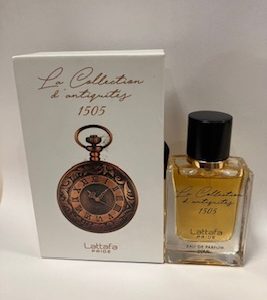 La Collection
d'antiquités
1505
Lattafa
PRIDE
La Collection
d'antiquités
1505
Lattafa
PRIDE
EAU DE PARFUM